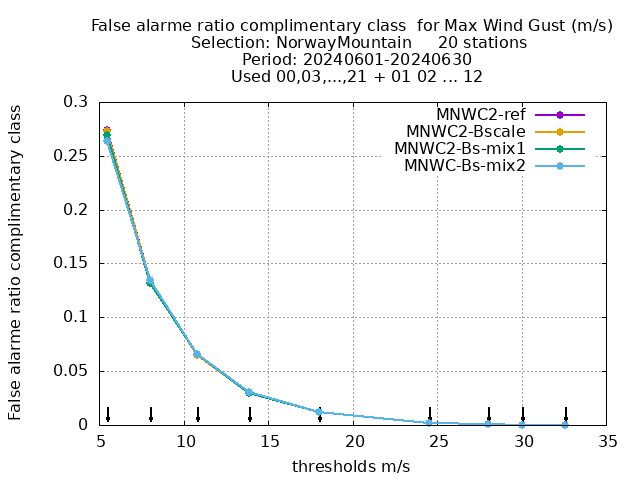 False alarme ratio complimentary class  for Max Wind Gust (m/s)
Selection: NorwayMountain     20 stations
Period: 20240601-20240630
Used 00,03,...,21 + 01 02 ... 12
False alarme ratio complimentary class
0.3
0.25
0.2
0.15
0.1
0.05
0
MNWC2-ref
MNWC2-Bscale
MNWC2-Bs-mix1
MNWC-Bs-mix2
5 10 15 20 25 30 35
thresholds m/s